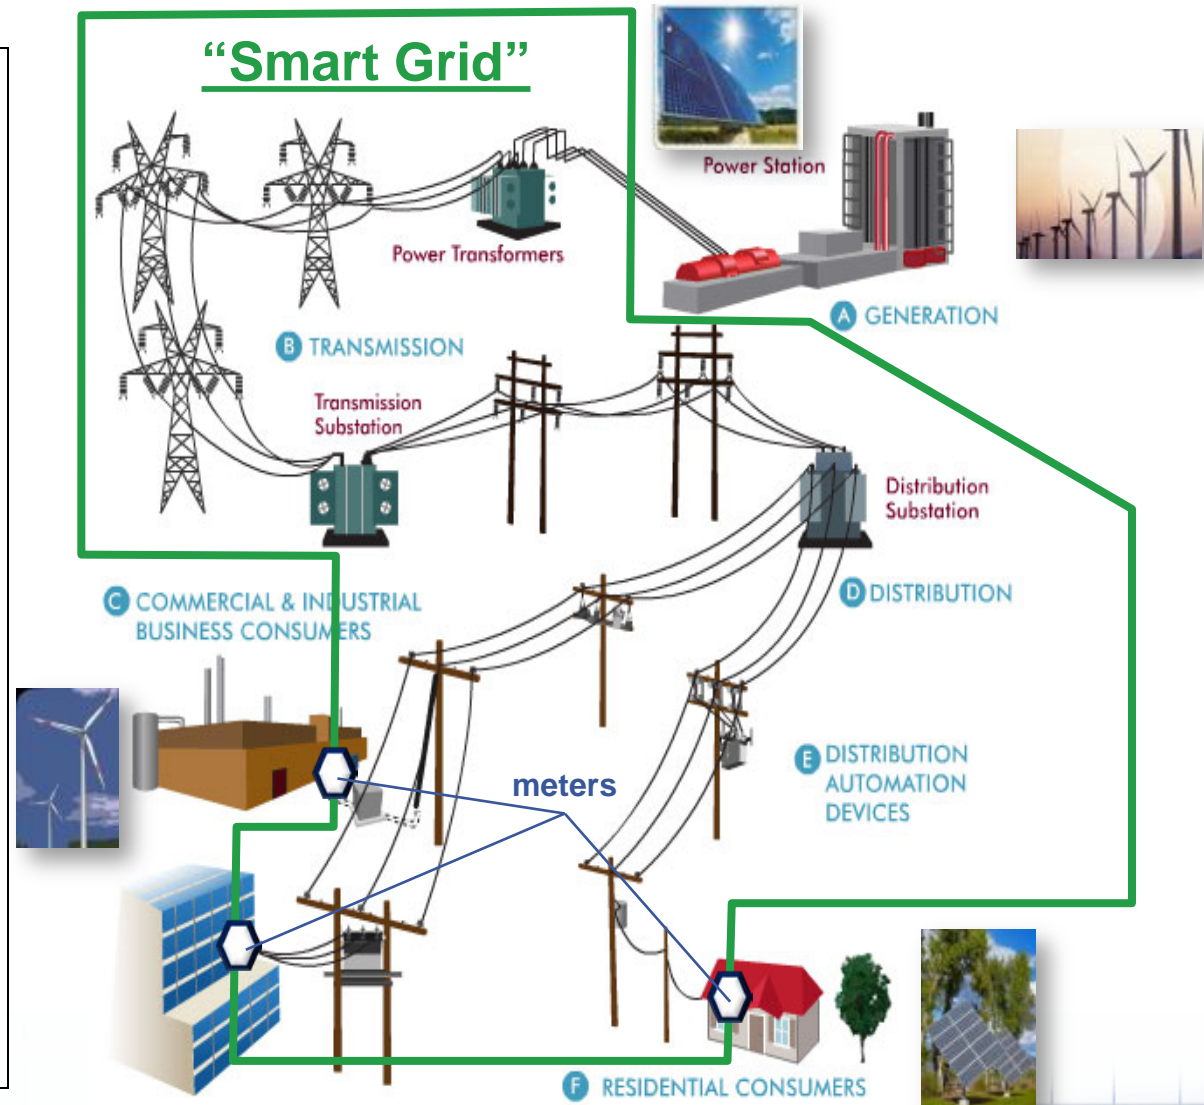 “Smart Grid”
Power Station
Power Transformers
A GENERATION
B TRANSMISSION
Transmission
Substation
Distribution
Substation
C COMMERCIAL & INDUSTRIAL
BUSINESS CONSUMERS
D DISTRIBUTION
meters
E DISTRIBUTION
AUTOMATION
DEVICES
F RESIDENTIAL CONSUMERS